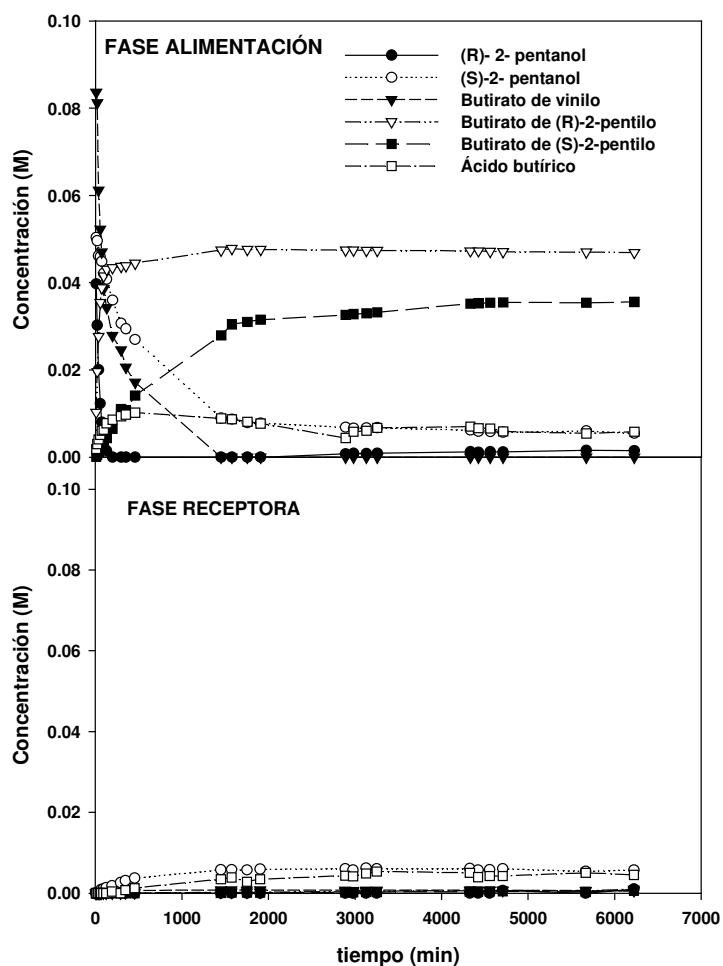 0.10
FASE ALIMENTACIÓN
(R)- 2- pentanol
(S)-2- pentanol
Butirato de vinilo
Butirato de (R)-2-pentilo
Butirato de (S)-2-pentilo
Ácido butírico
0.08
0.06
0.04
0.02
0.00
Concentración (M)
0.10
FASE RECEPTORA
0.08
0.06
0.04
0.02
0.00
Concentración (M)
0 1000 2000 3000 4000 5000 6000 7000
tiempo (min)